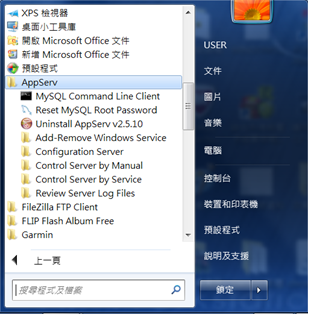 XPS 檢視器
桌面小工具庫
開啟 Microsoft Office 文件
新增 Microsoft Office 文件
預設程式
AppServ
MySQL Command Line Client
Reset MySQL Root Password
Uninstall AppServ v2.5.10
Add-Remove Windows Service
Configuration Server
Control Server by Manual
Control Server by Service
Review Server Log Files
FileZilla FTP Client
FLIP Flash Album Free
Garmin
上一頁
搜尋程式及檔案
USER
文件
圖片
音樂
電腦
控制台
裝置和印表機
預設程式
說明及支援
鎖定